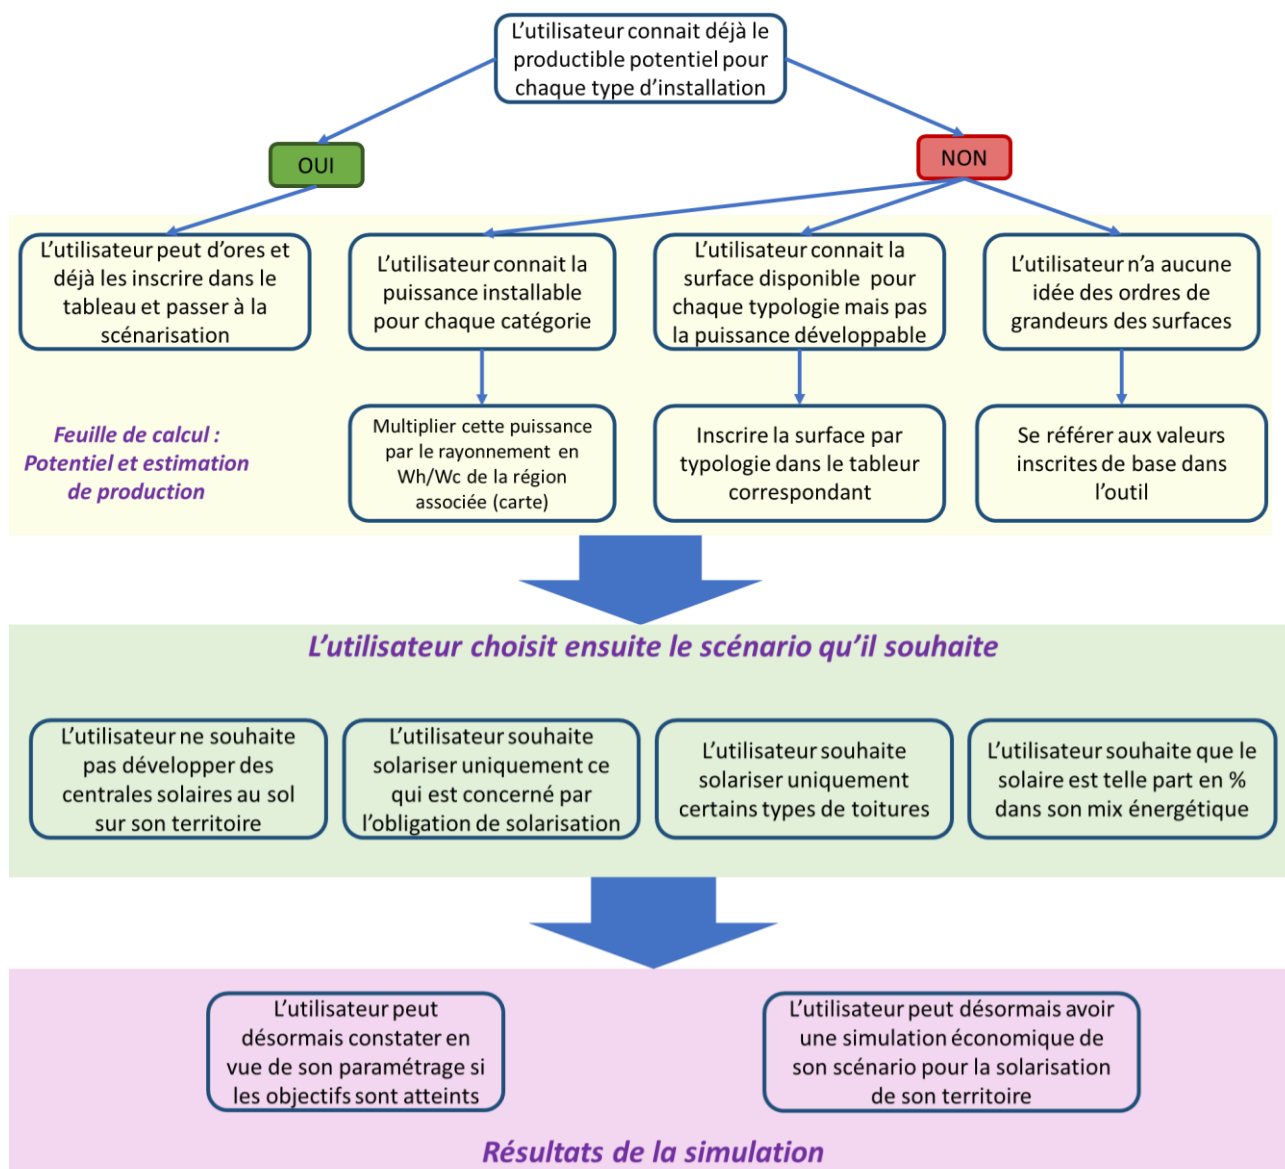 L’utilisateur connait déjà le
productible potentiel pour
chaque type d’installation
OUI
NON
L’utilisateur peut d’ores et
déjà les inscrire dans le
tableau et passer à la
scénarisation
L’utilisateur connait la
puissance installable
pour chaque catégorie
L’utilisateur connait la
surface disponible pour
chaque typologie mais pas
la puissance développable
L’utilisateur n’a aucune
idée des ordres de
grandeurs des surfaces
Feuille de calcul :
Potentiel et estimation
de production
Multiplier cette puissance
par le rayonnement en
Wh/Wc de la région
associée (carte)
Inscrire la surface par
typologie dans le tableur
correspondant
Se référer aux valeurs
inscrites de base dans
l’outil
L’utilisateur choisit ensuite le scénario qu’il souhaite
L’utilisateur ne souhaite
pas développer des
centrales solaires au sol
sur son territoire
L’utilisateur souhaite
solariser uniquement ce
qui est concerné par
l’obligation de solarisation
L’utilisateur souhaite
solariser uniquement
certains types de toitures
L’utilisateur souhaite que le
solaire est telle part en %
dans son mix énergétique
L’utilisateur peut
désormais constater en
vue de son paramétrage si
les objectifs sont atteints
L’utilisateur peut désormais avoir
une simulation économique de
son scénario pour la solarisation
de son territoire
Résultats de la simulation